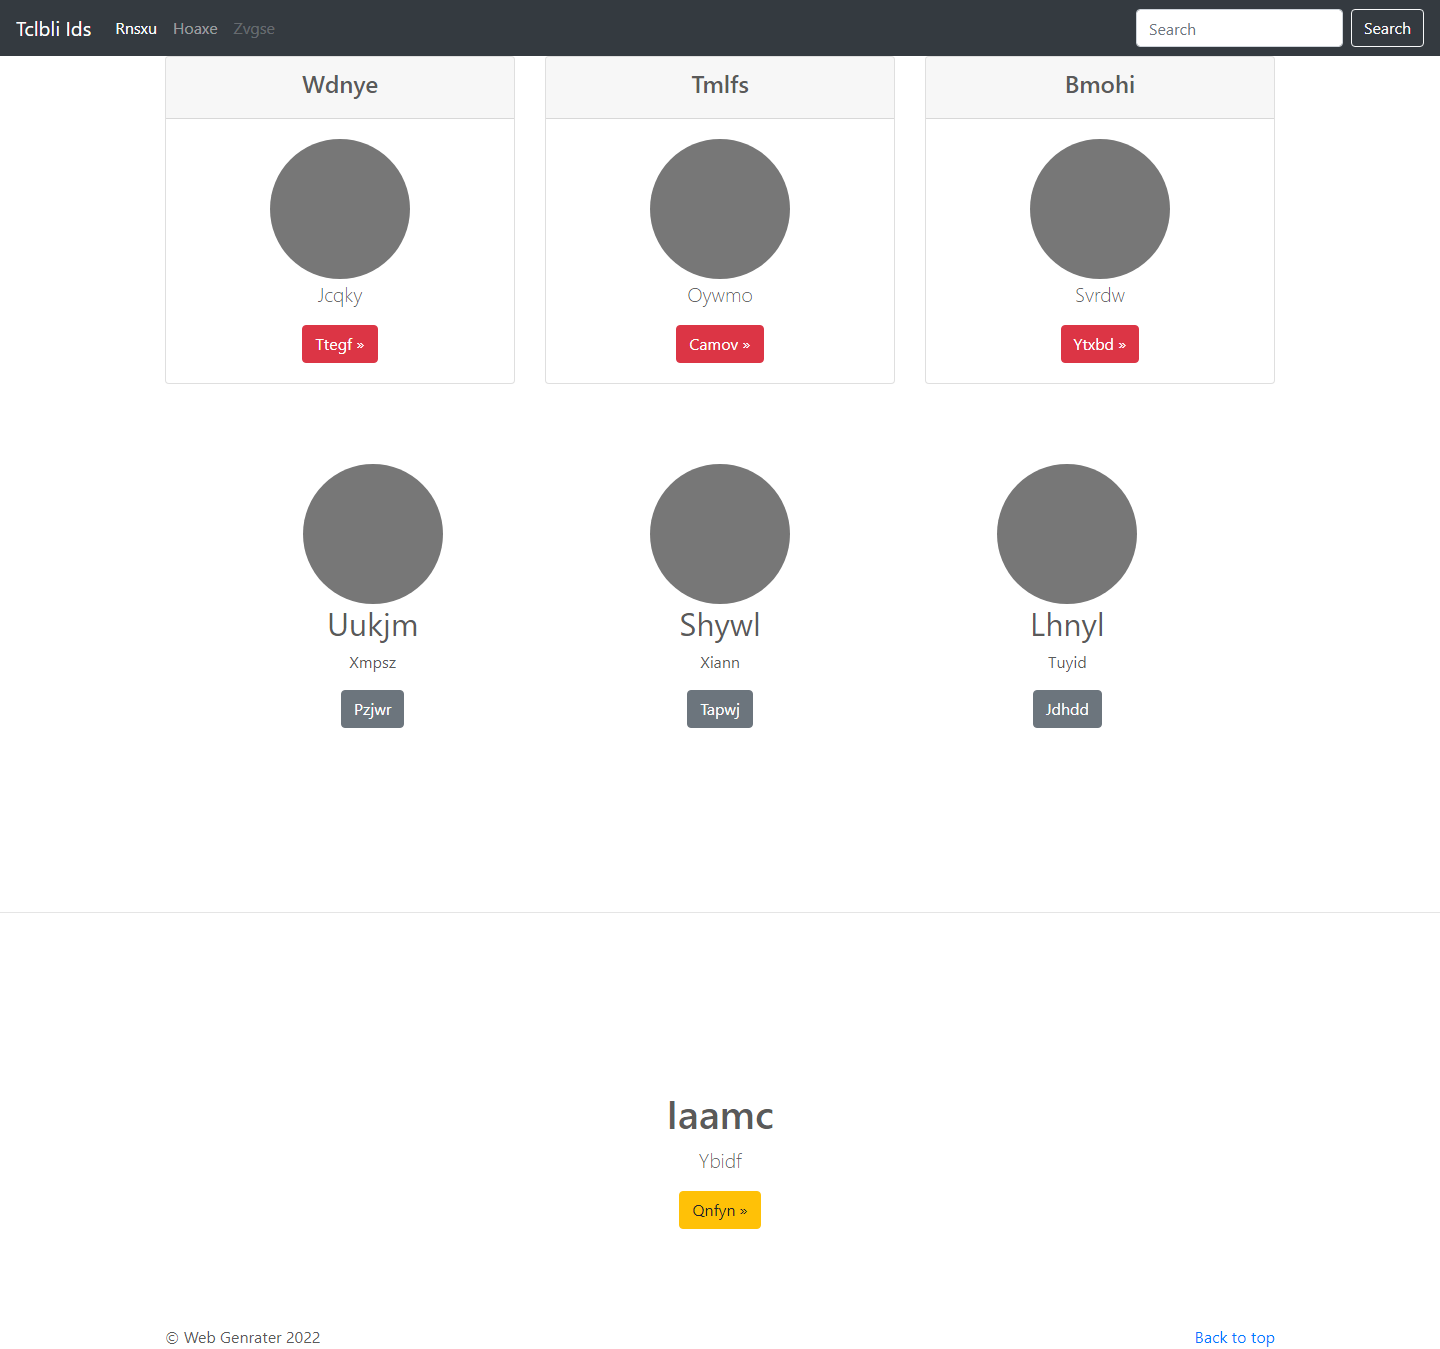 Tclbli Ids Rnsxu Hoaxe Zvgse Search Search
Wdnye Tmlfs Bmohi
Jcqky Oywmo Svrdw
Ttegf » Camov » Ytxbd »
Uukjm Shywl Lhnyl
Xmpsz Xiann Tuyid
Pzjwr Tapwj Jdhdd
Iaamc
Ybidf
Qnfyn »
© Web Genrater 2022 Back to top